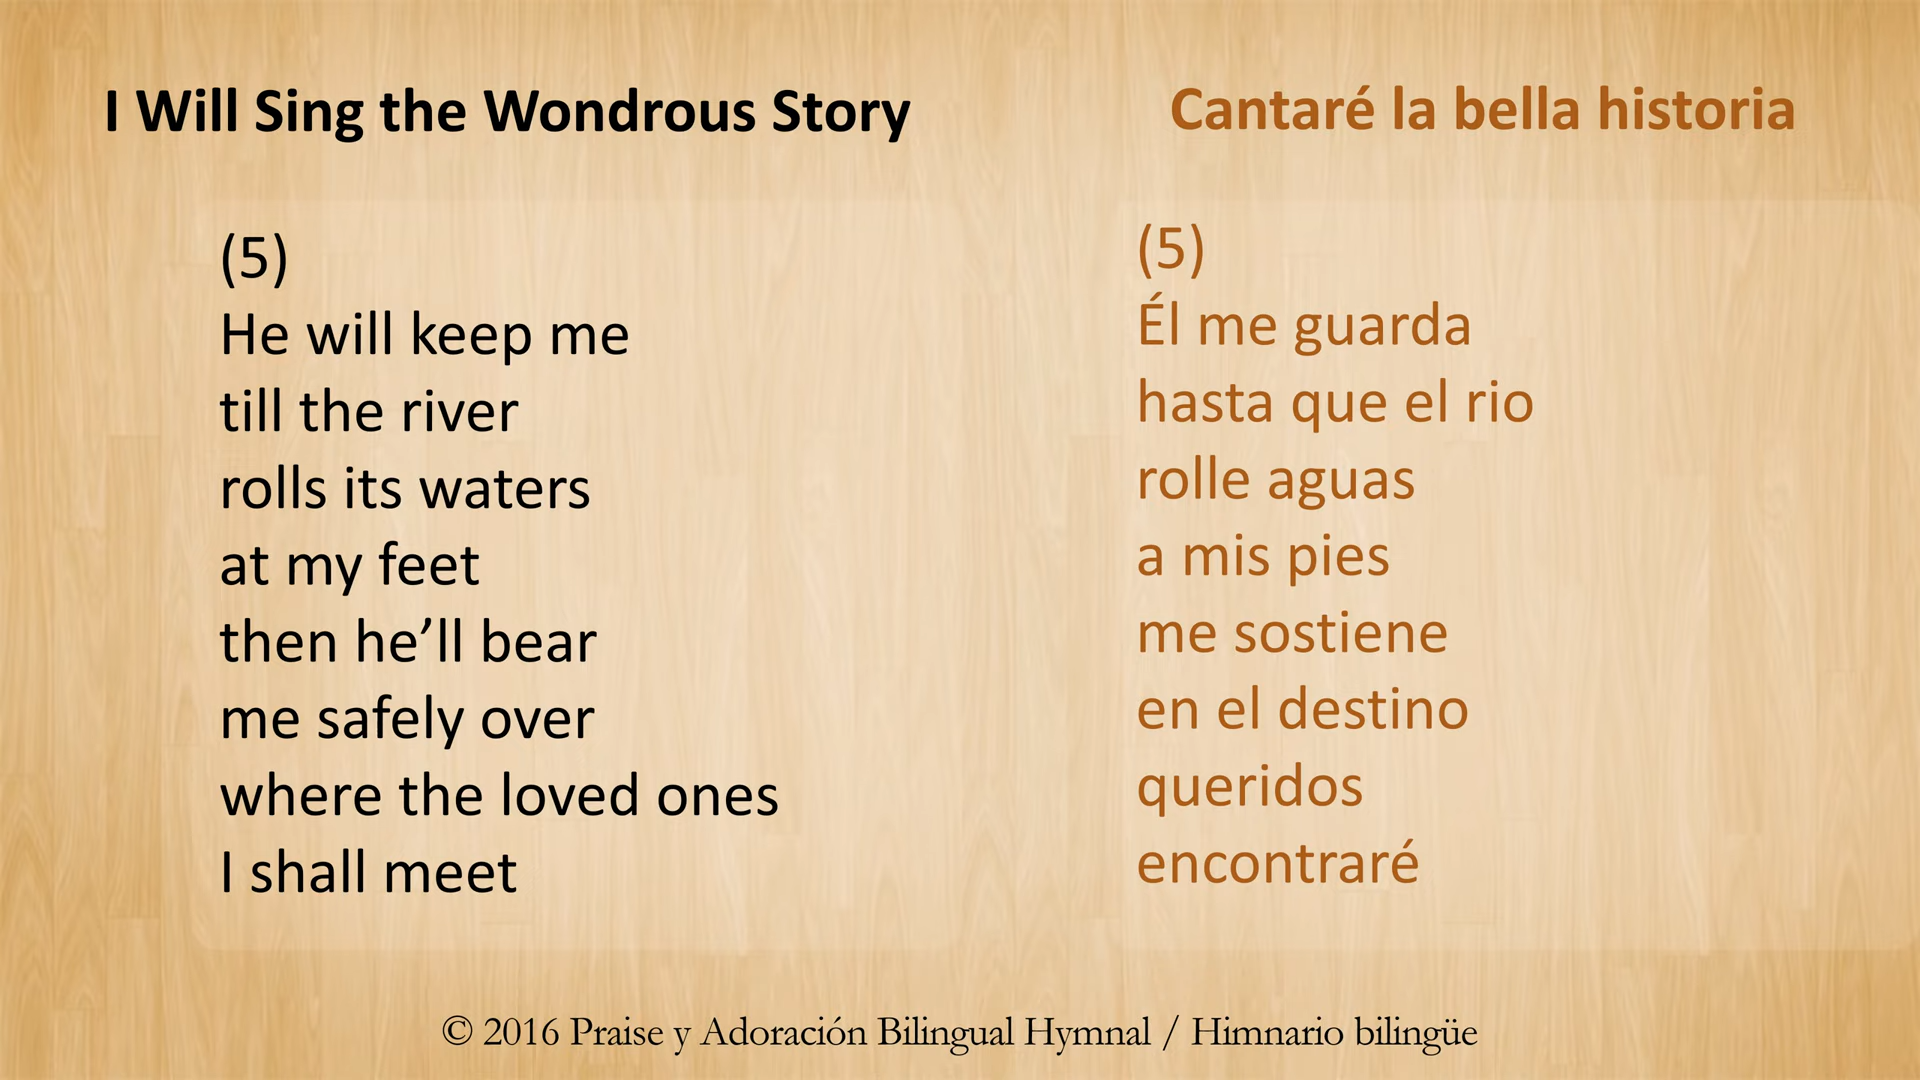 I Will Sing the Wondrous Story
(5)
He will keep me
till the river
rolls its waters
at my feet
then he’ll bear
me safely over
where the loved ones
I shall meet
Cantaré la bella historia
(5)
Él me guarda
hasta que el rio
rolle aguas
a mis pies
me sostiene
en el destino
queridos
encontraré
© 2016 Praise y Adoración Bilingual Hymnal / Himnario bilingüe